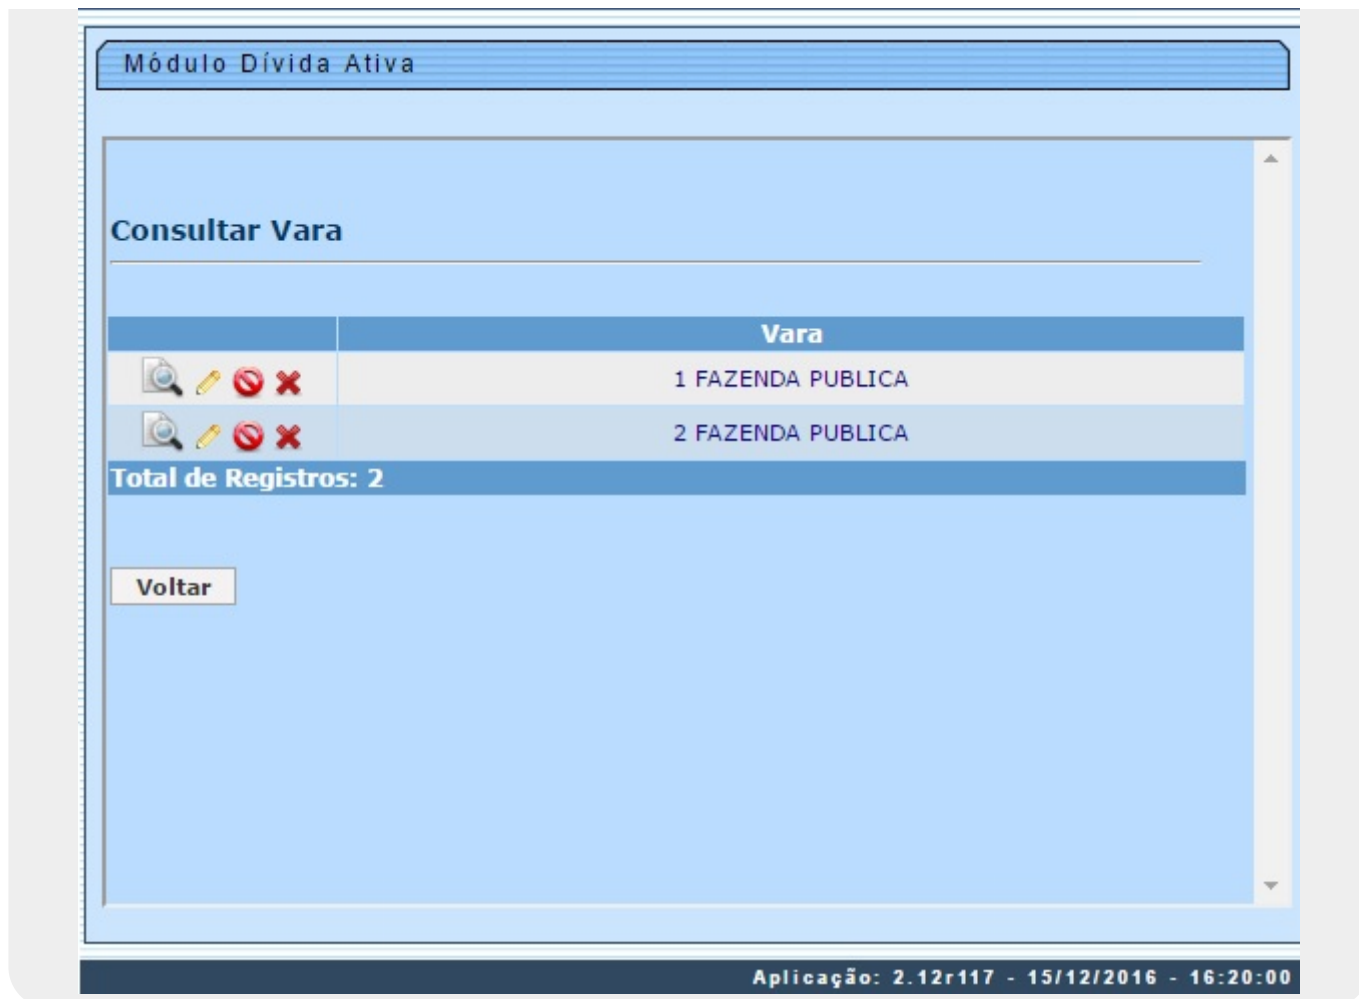 Módulo Dívida Ativa
Consultar Vara
Vara
1 FAZENDA PUBLICA
2 FAZENDA PUBLICA
Total de Registros: 2
Voltar
Aplicação: 2.12r117 - 15/12/2016 - 16:20:00